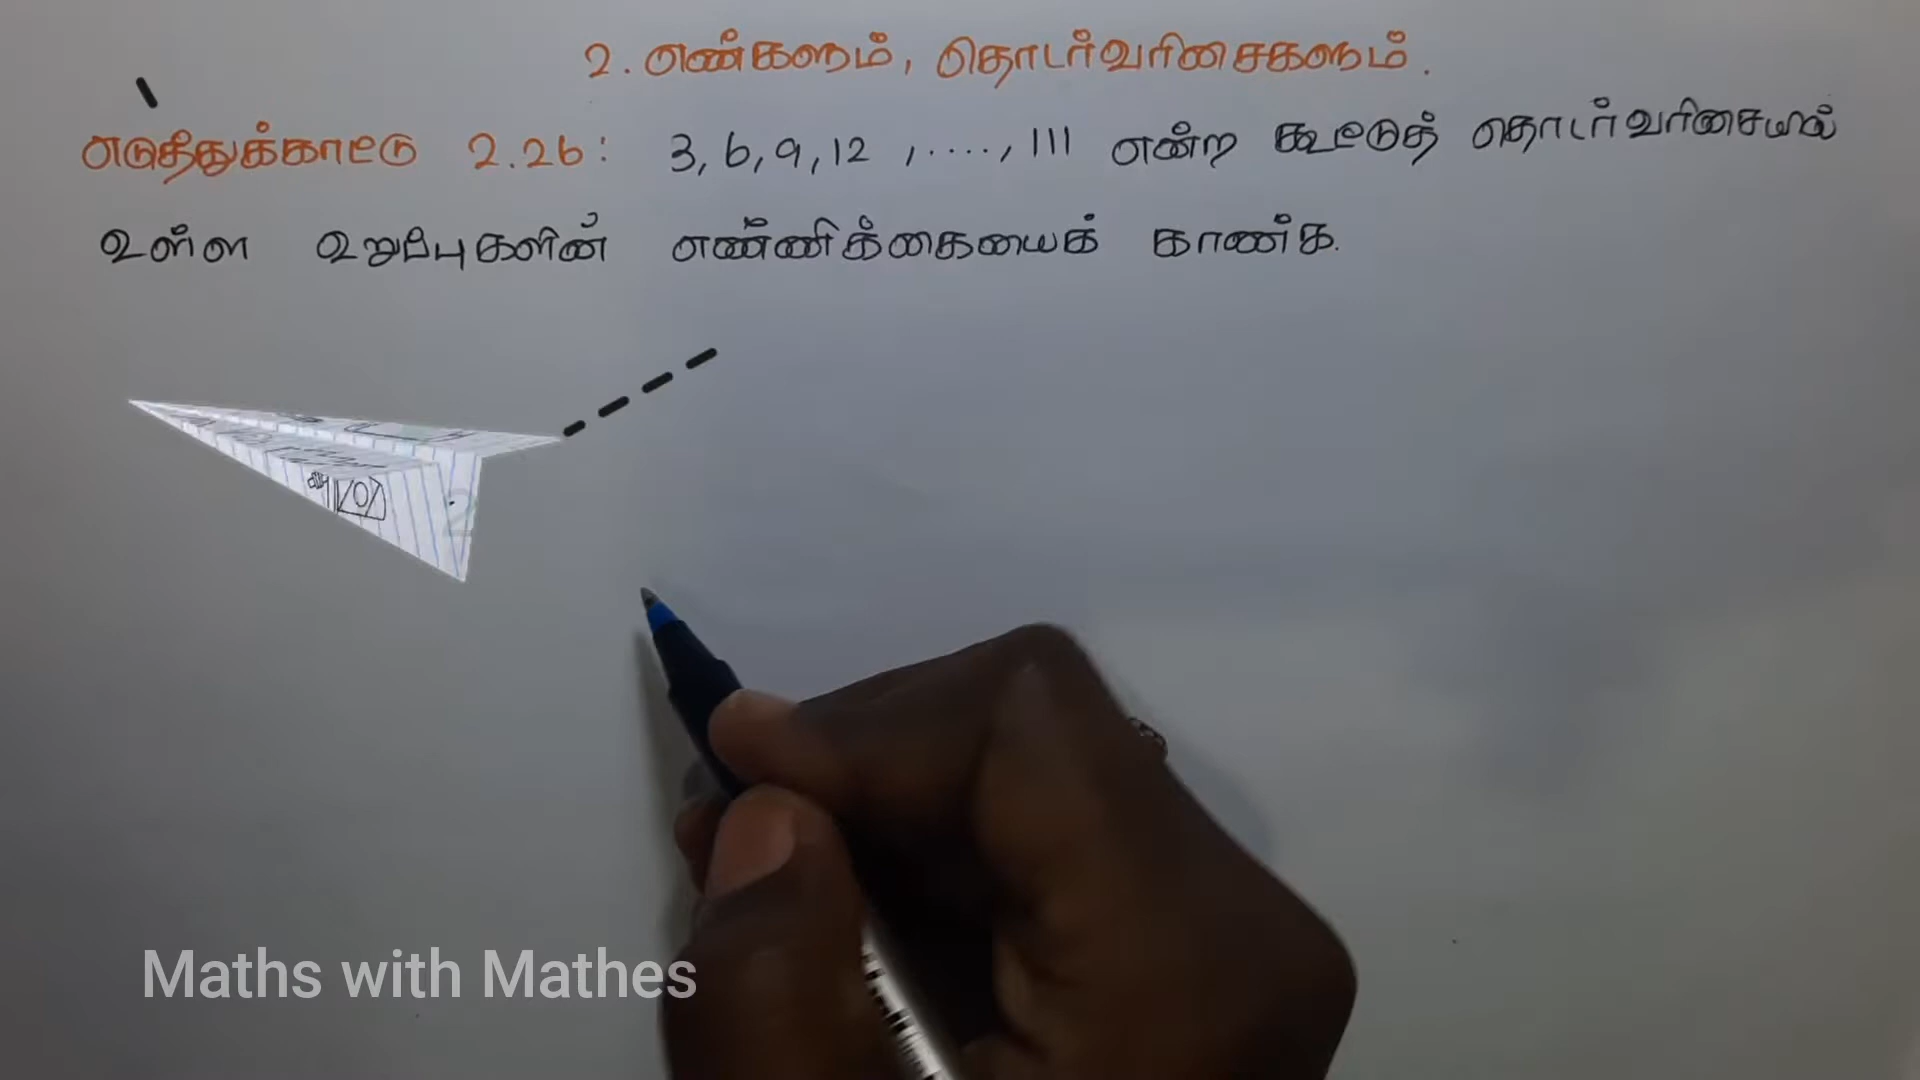 2. எண்களும், தொடர்வரிசைகளும்.
எடுத்துக்காட்டு 2.26: 3, 6, 9, 12, ...., 111 என்ற கூட்டுத் தொடர்வரிசையில்
உள்ள உறுப்புகளின் எண்ணிக்கையைக் காண்க.
Maths with Mathes